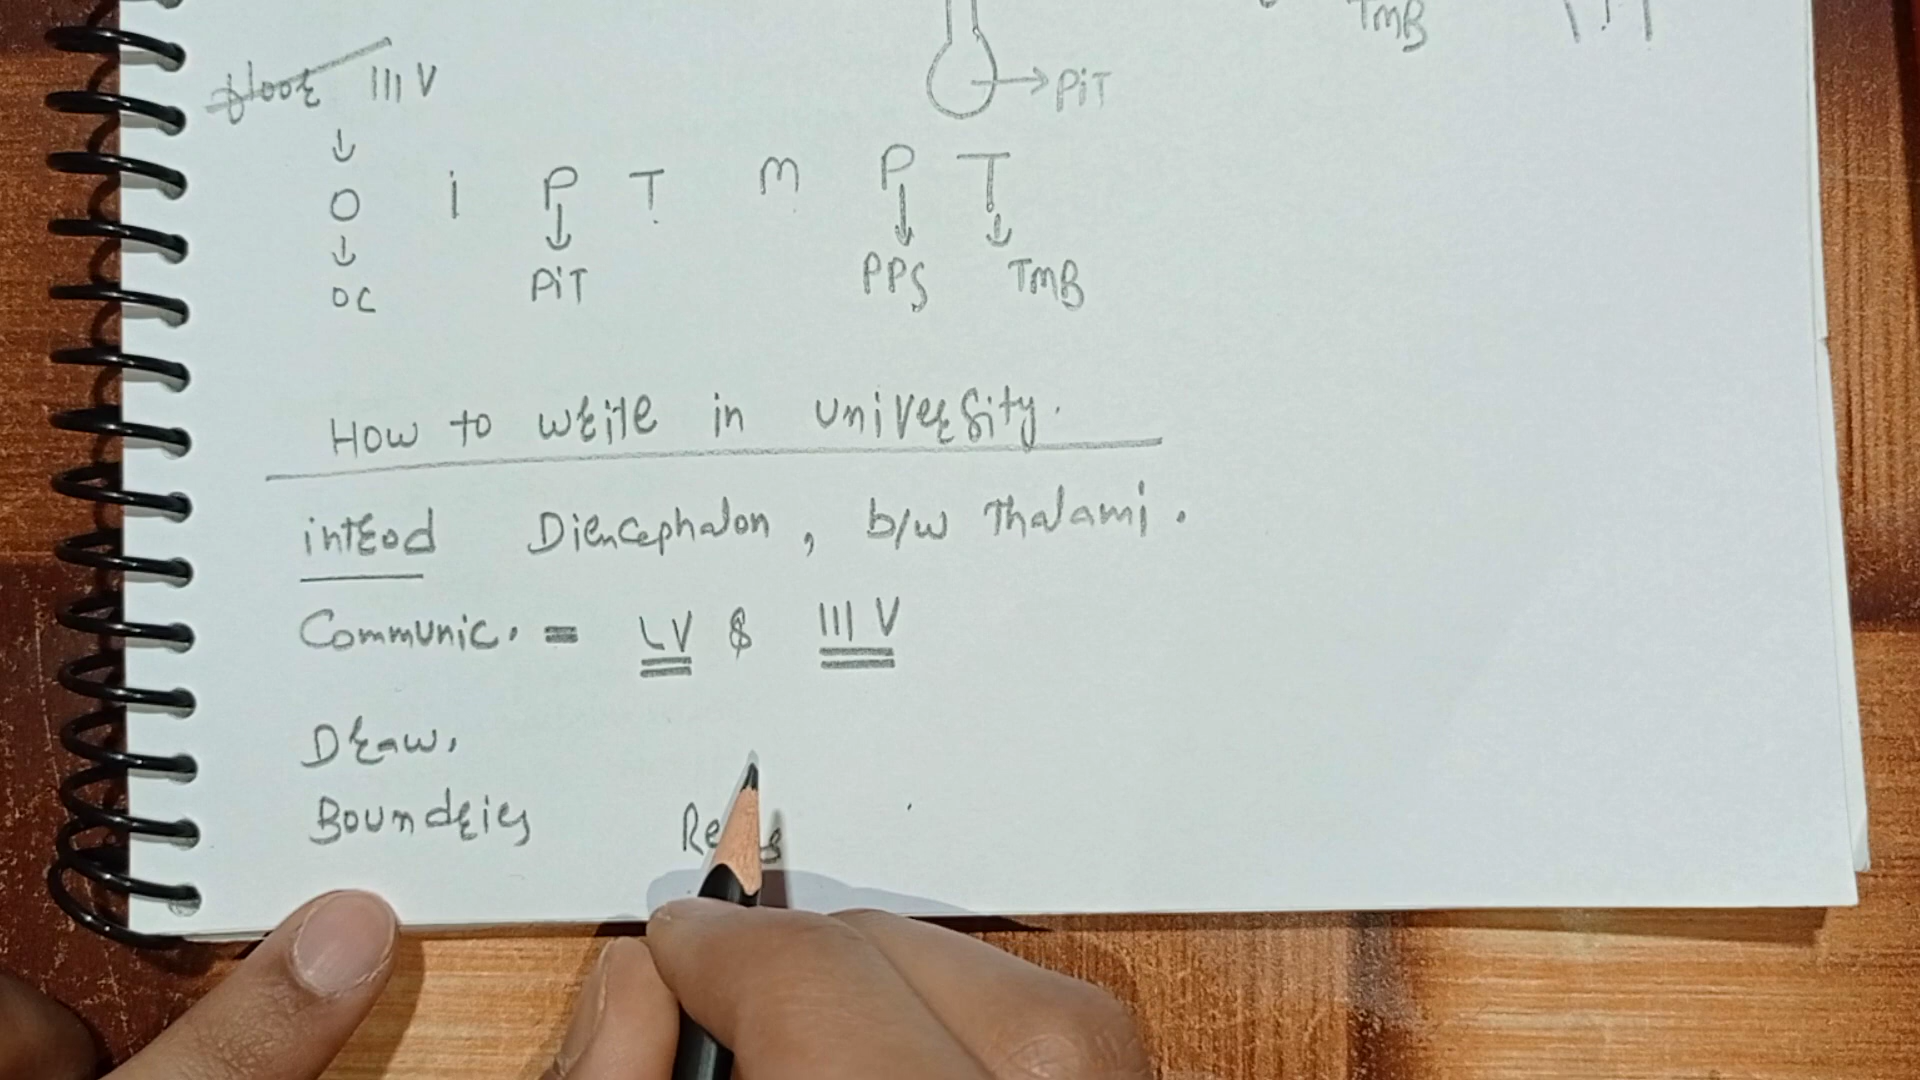 TMB
PiT
floor III V
O i P T M P T
OC PiT PPS TMB
How to write in university.
introd Diencephalon, b/w Thalami.
Communic. = LV & III V
Draw,
Boundries